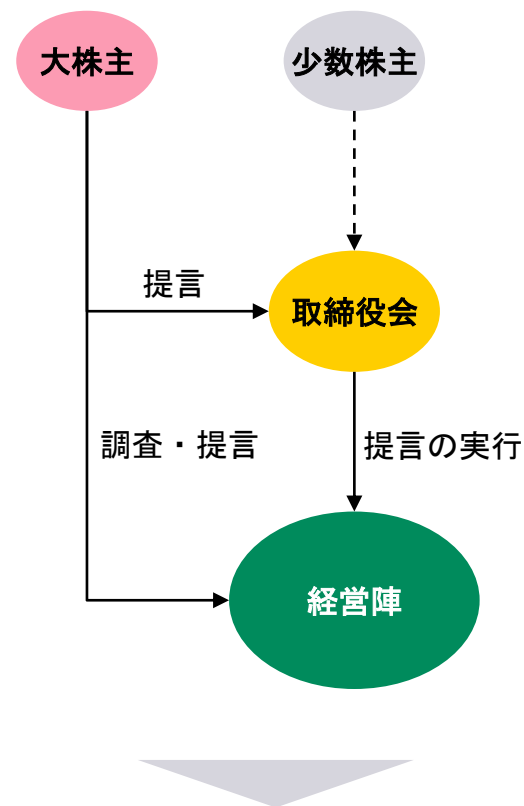 大株主
少数株主
提言
取締役会
調査・提言
提言の実行
経営陣